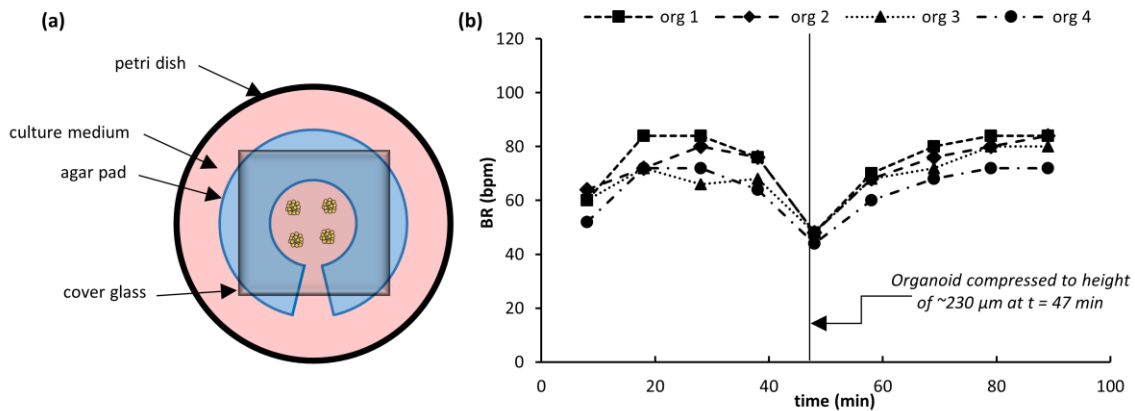 (a)
petri dish
culture medium
agar pad
cover glass
(b)
org 1 org 2 org 3 org 4
BR (bpm)
120
100
80
60
40
20
0
Organoid compressed to height
of ~230 μm at t = 47 min
0 20 40 60 80 100
time (min)